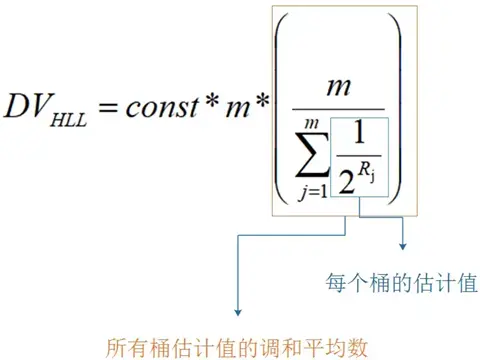 DV_{HLL} = const * m * \left( \frac{m}{\sum_{j=1}^{m} \frac{1}{2^{R_j}}} \right)
每个桶的估计值
所有桶估计值的调和平均数